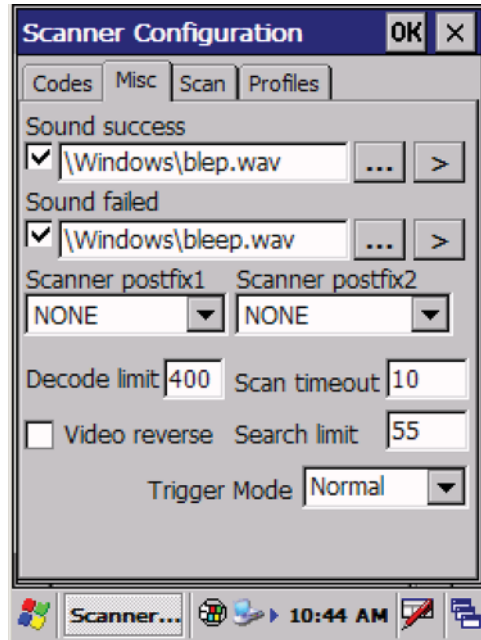 Scanner Configuration OK ×
Codes Misc Scan Profiles
Sound success
\Windows\blep.wav ... >
Sound failed
\Windows\bleep.wav ... >
Scanner postfix1 Scanner postfix2
NONE NONE
Decode limit 400 Scan timeout 10
Video reverse Search limit 55
Trigger Mode Normal
Scanner... 10:44 AM